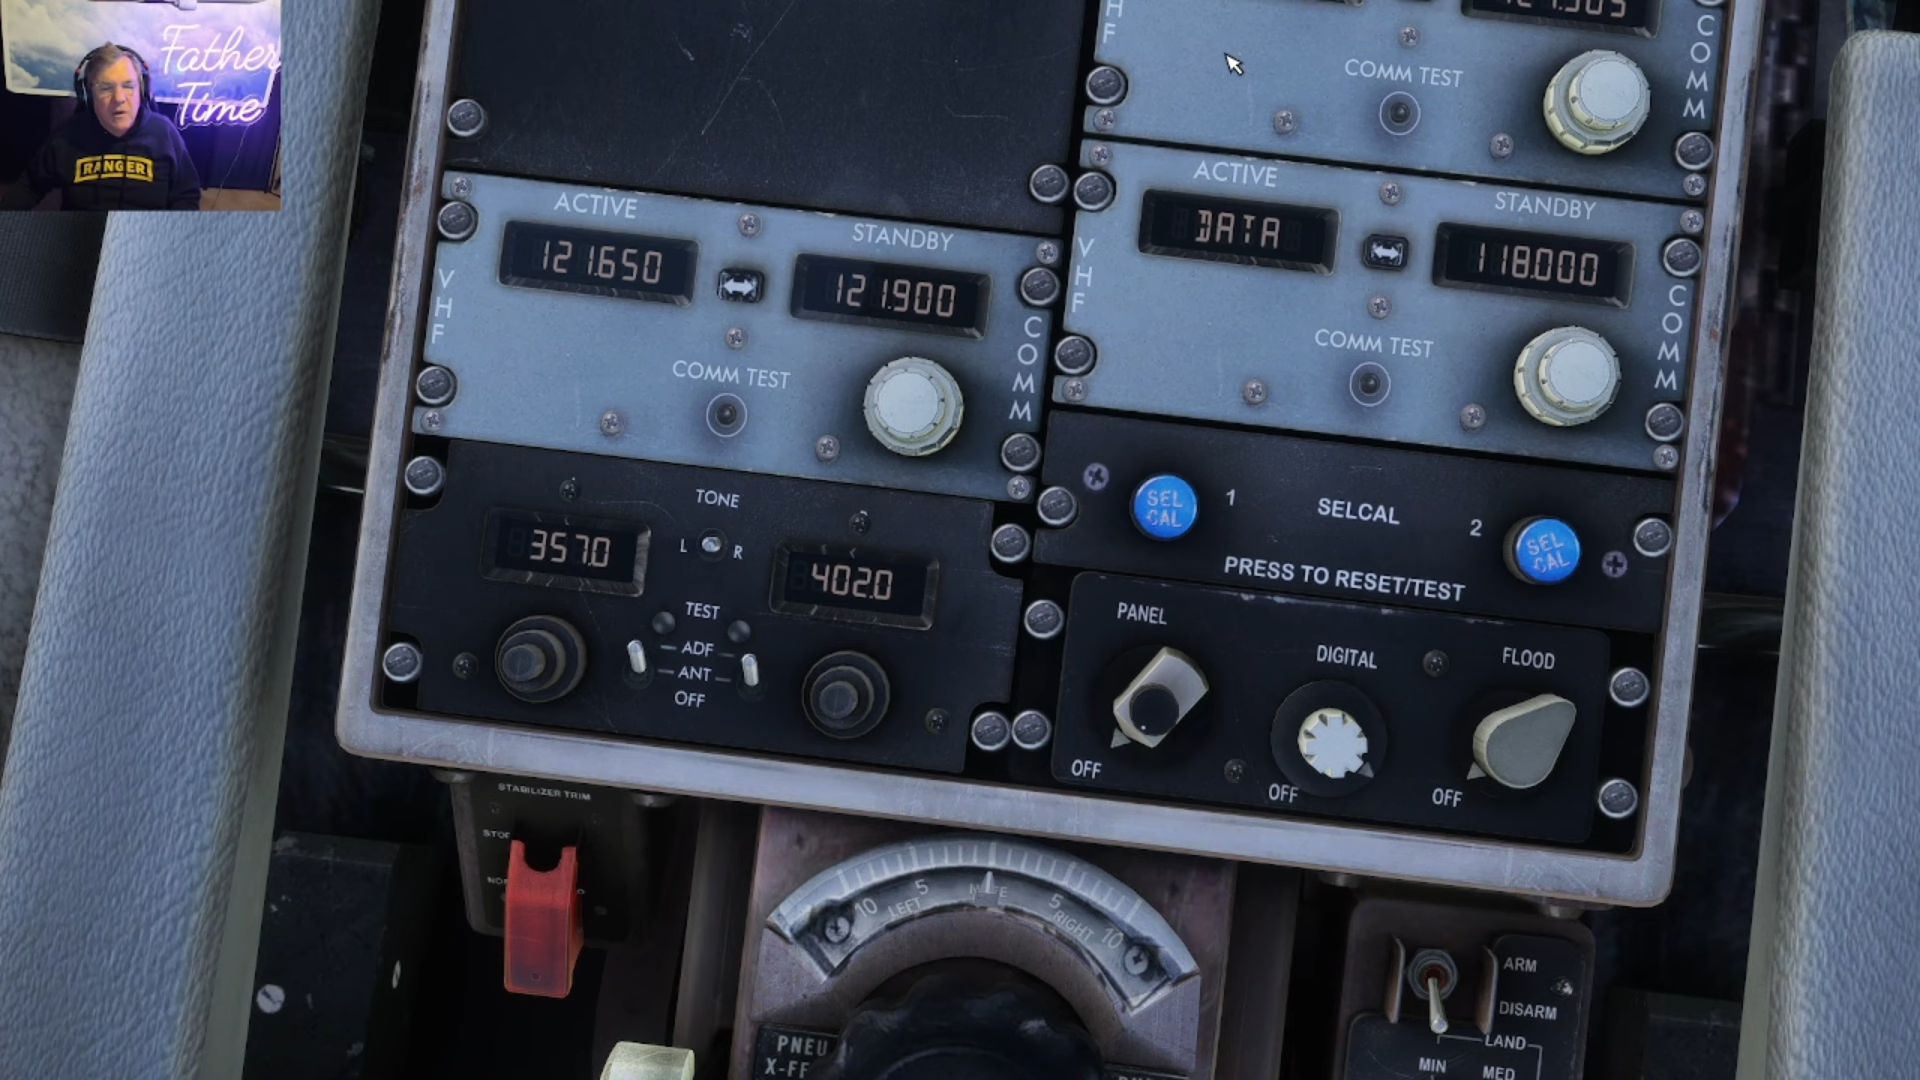 Father
Time
RANGER
VHF
COMM
COMM TEST
ACTIVE
121.650
STANDBY
121.900
VHF
COMM
COMM TEST
ACTIVE
DATA
STANDBY
118.000
VHF
COMM
COMM TEST
TONE
L R
357.0
402.0
TEST
ADF
ANT
OFF
SEL
CAL
1
SELCAL
2
SEL
CAL
PRESS TO RESET/TEST
PANEL
OFF
DIGITAL
OFF
FLOOD
OFF
STABILIZER TRIM
10
5
LEFT
5
RIGHT
10
PNEU
ARM
DISARM
LAND
MIN
MED